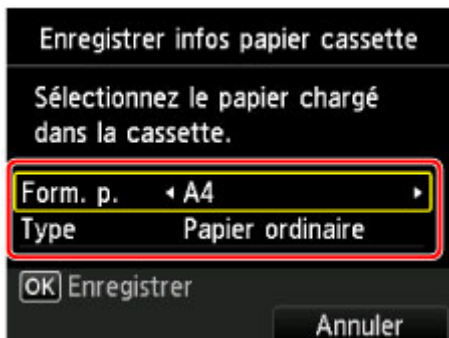 Enregistrer infos papier cassette
Sélectionnez le papier chargé
dans la cassette.
Form. p. A4
Type Papier ordinaire
OK Enregistrer
Annuler